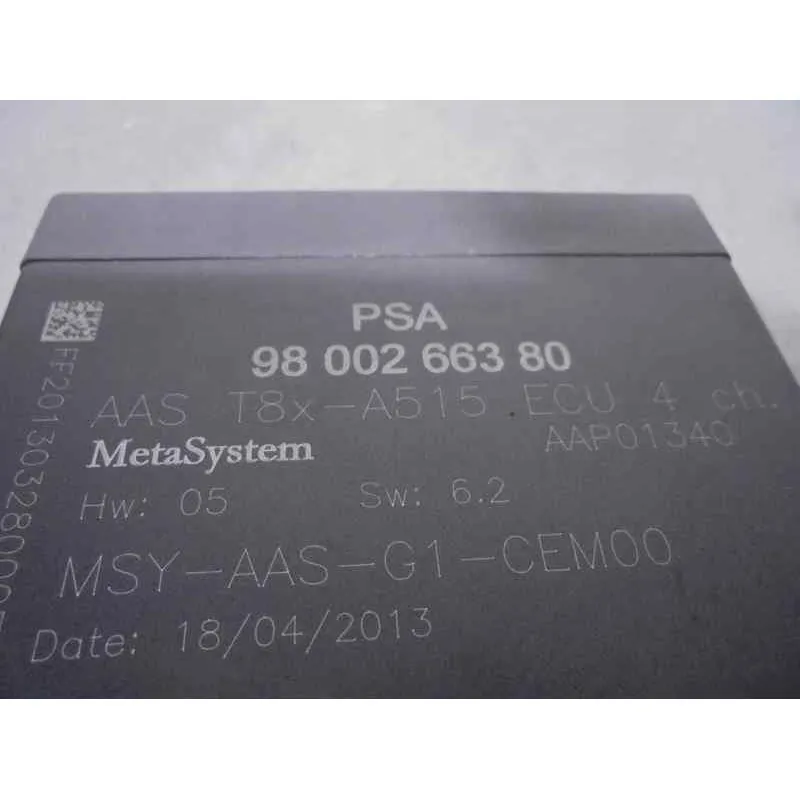 PSA
98 002 663 80
AAS T8x-A515 ECU 4 ch.
MetaSystem
AAP01340
Hw: 05 Sw: 6.2
MSY-AAS-G1-CEM00
Date: 18/04/2013